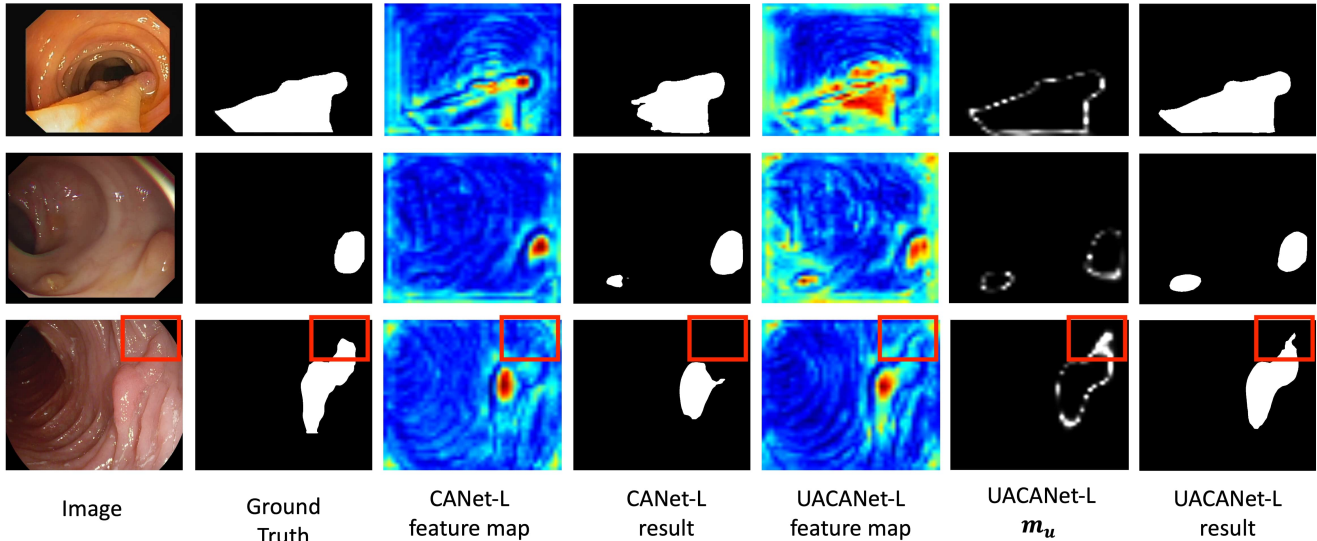 Image
Ground
Truth
CANet-L
feature map
CANet-L
result
UACANet-L
feature map
UACANet-L
m_u
UACANet-L
result